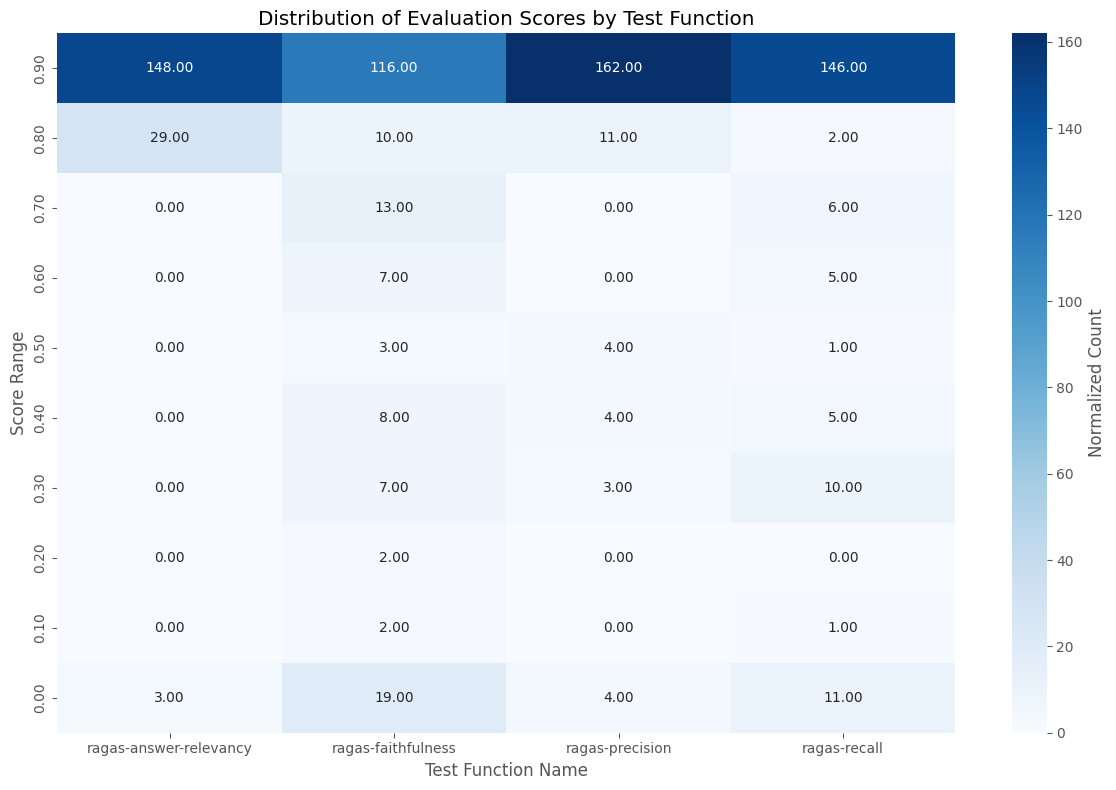 Distribution of Evaluation Scores by Test Function
0.90 148.00 116.00 162.00 146.00
0.80 29.00 10.00 11.00 2.00
0.70 0.00 13.00 0.00 6.00
0.60 0.00 7.00 0.00 5.00
0.50 0.00 3.00 4.00 1.00
0.40 0.00 8.00 4.00 5.00
0.30 0.00 7.00 3.00 10.00
0.20 0.00 2.00 0.00 0.00
0.10 0.00 2.00 0.00 1.00
0.00 3.00 19.00 4.00 11.00
Score Range
ragas-answer-relevancy ragas-faithfulness ragas-precision ragas-recall
Test Function Name
160
140
120
100
80
60
40
20
0
Normalized Count